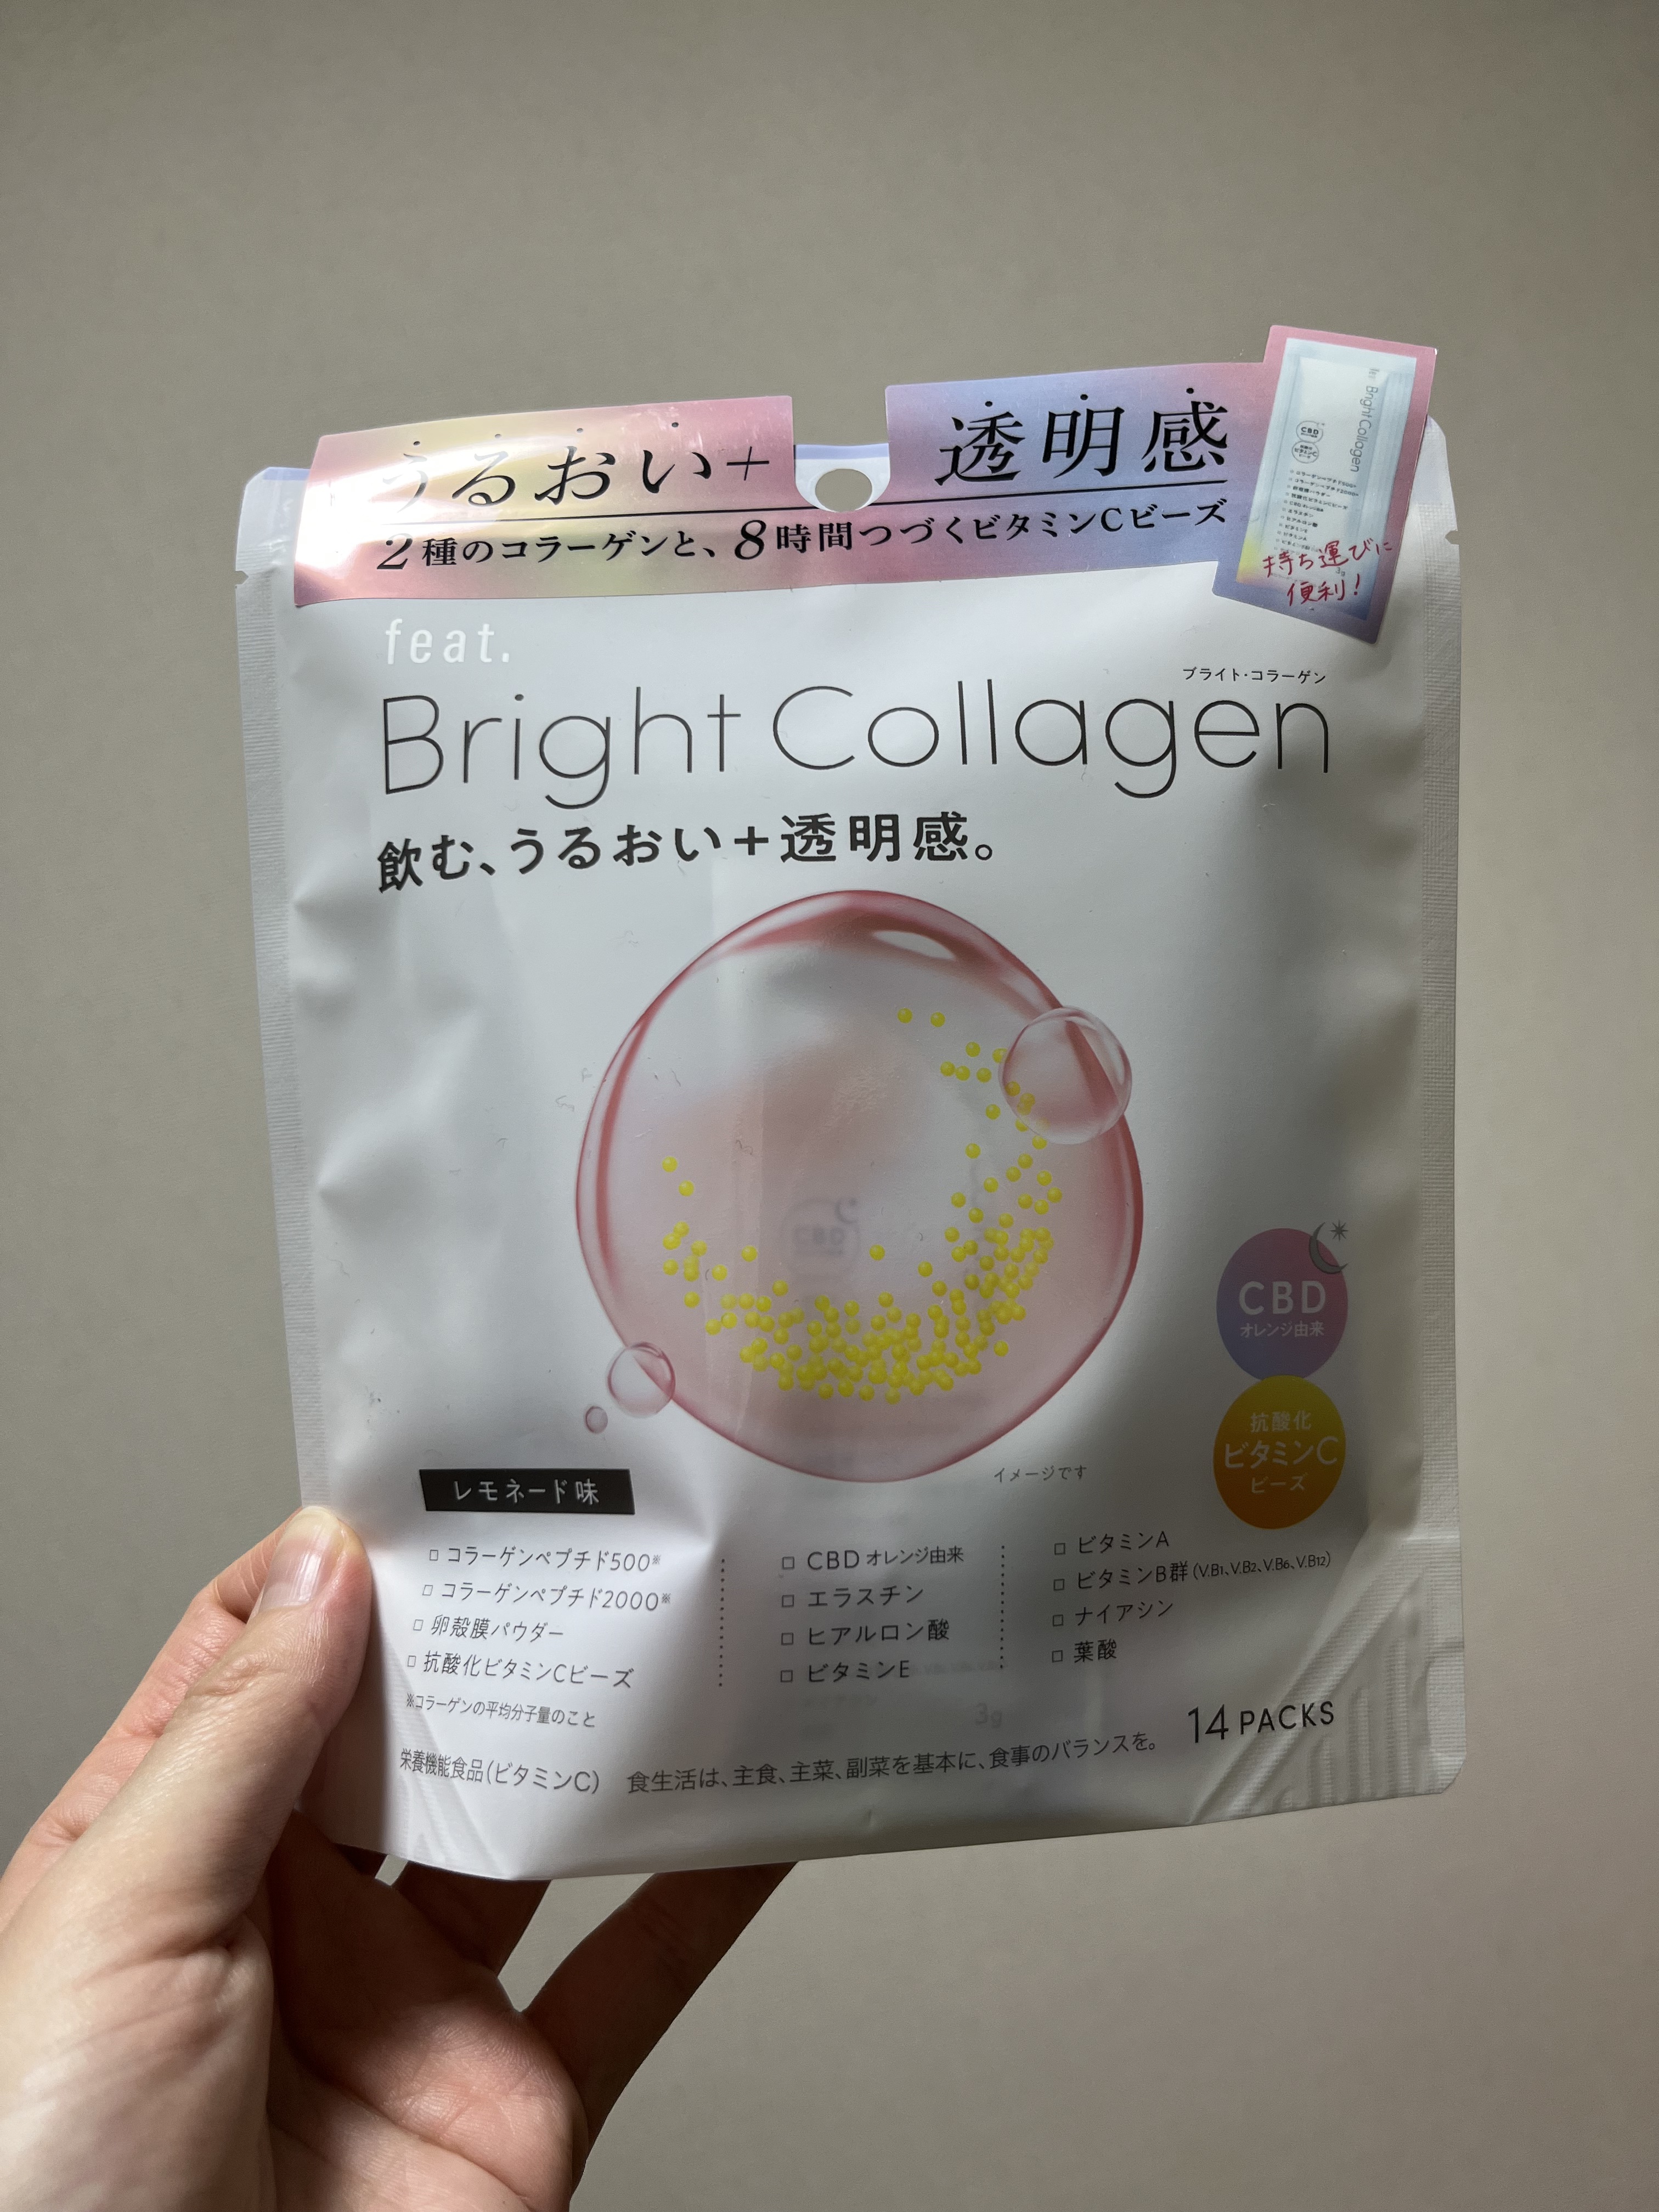 うるおい+ 透明感
2種のコラーゲンと、8時間つづくビタミンCビーズ
feat. Bright Collagen
CBD
持ち運びに
便利!
feat.
ブライト・コラーゲン
Bright Collagen
飲む、うるおい+透明感。
CBD
オレンジ由来
抗酸化
ビタミンC
ビーズ
イメージです
レモネード味
□ コラーゲンペプチド500※
□ コラーゲンペプチド2000※
□ 卵殻膜パウダー
□ 抗酸化ビタミンCビーズ
※コラーゲンの平均分子量のこと
□ CBD オレンジ由来
□ エラスチン
□ ヒアルロン酸
□ ビタミンE
□ ビタミンA
□ ビタミンB群(V.B1、V.B2、V.B6、V.B12)
□ ナイアシン
□ 葉酸
3g
14 PACKS
栄養機能食品(ビタミンC) 食生活は、主食、主菜、副菜を基本に、食事のバランスを。